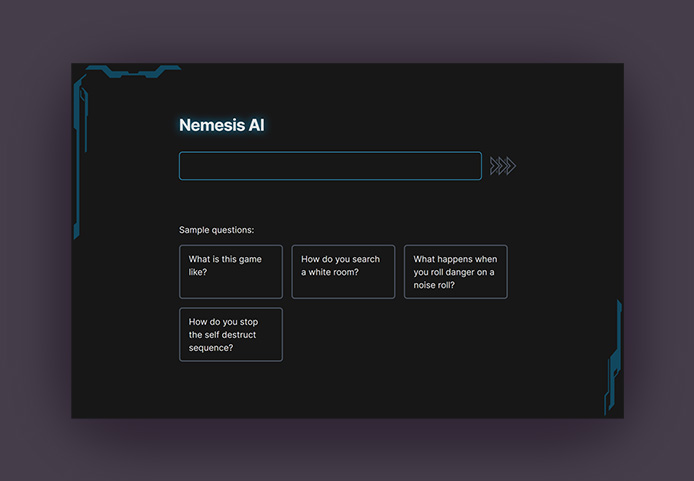 Nemesis AI
Sample questions:
What is this game
like?
How do you search
a white room?
What happens when
you roll danger on a
noise roll?
How do you stop
the self destruct
sequence?